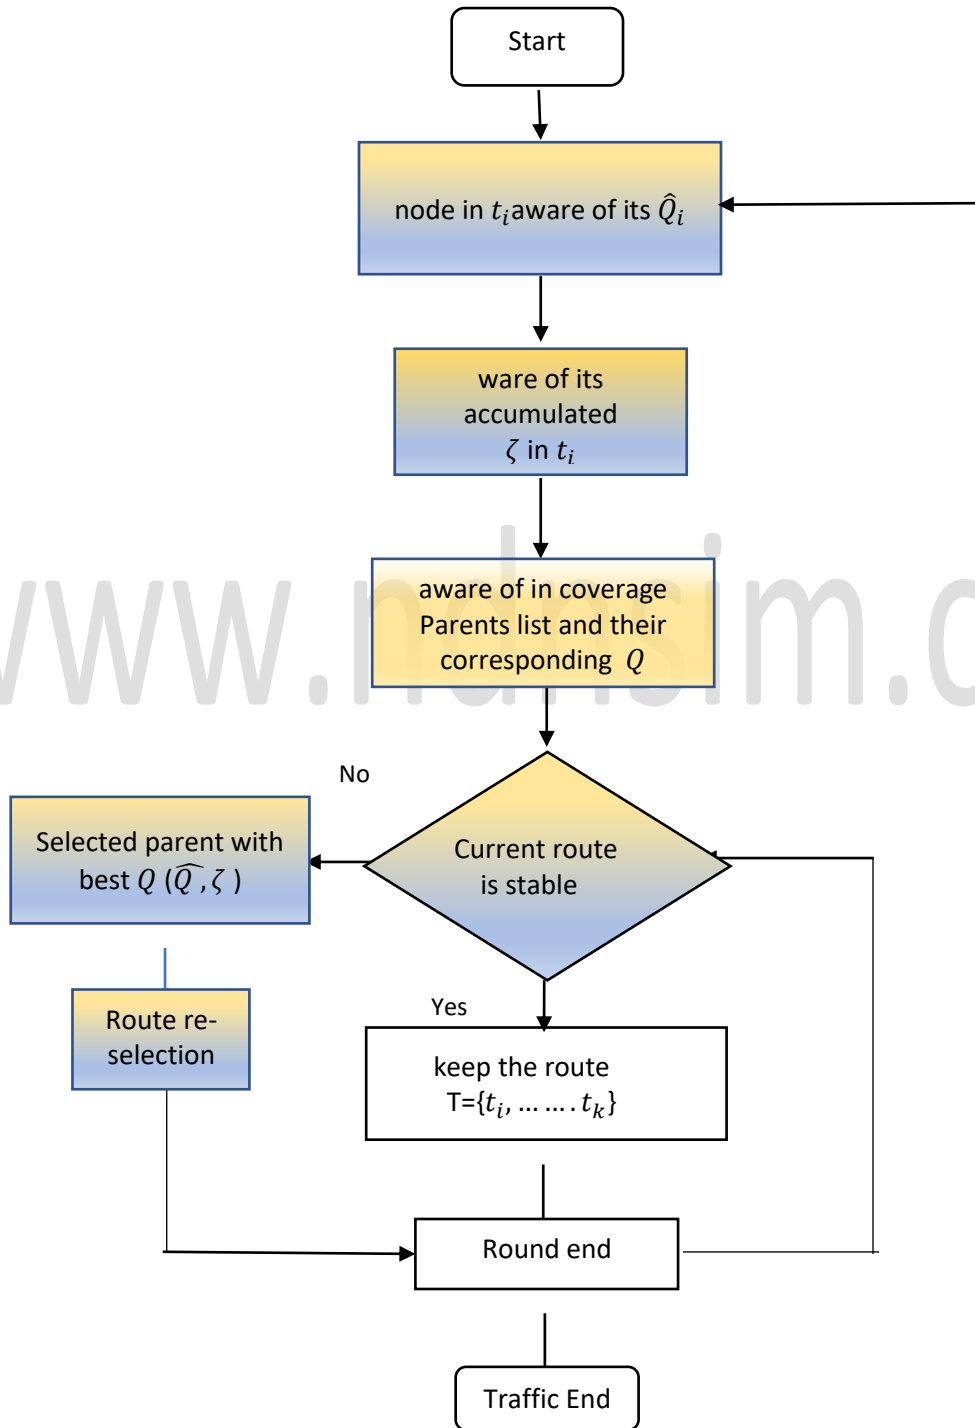 Start
node in tᵢ aware of its Q̂ᵢ
ware of its
accumulated
ζ in tᵢ
aware of in coverage
Parents list and their
corresponding Q
No
Selected parent with
best Q (Q̂, ζ )
Current route
is stable
Route re-
selection
Yes
keep the route
T={tᵢ, … … . tₖ}
Round end
Traffic End
www.ndnsim.c